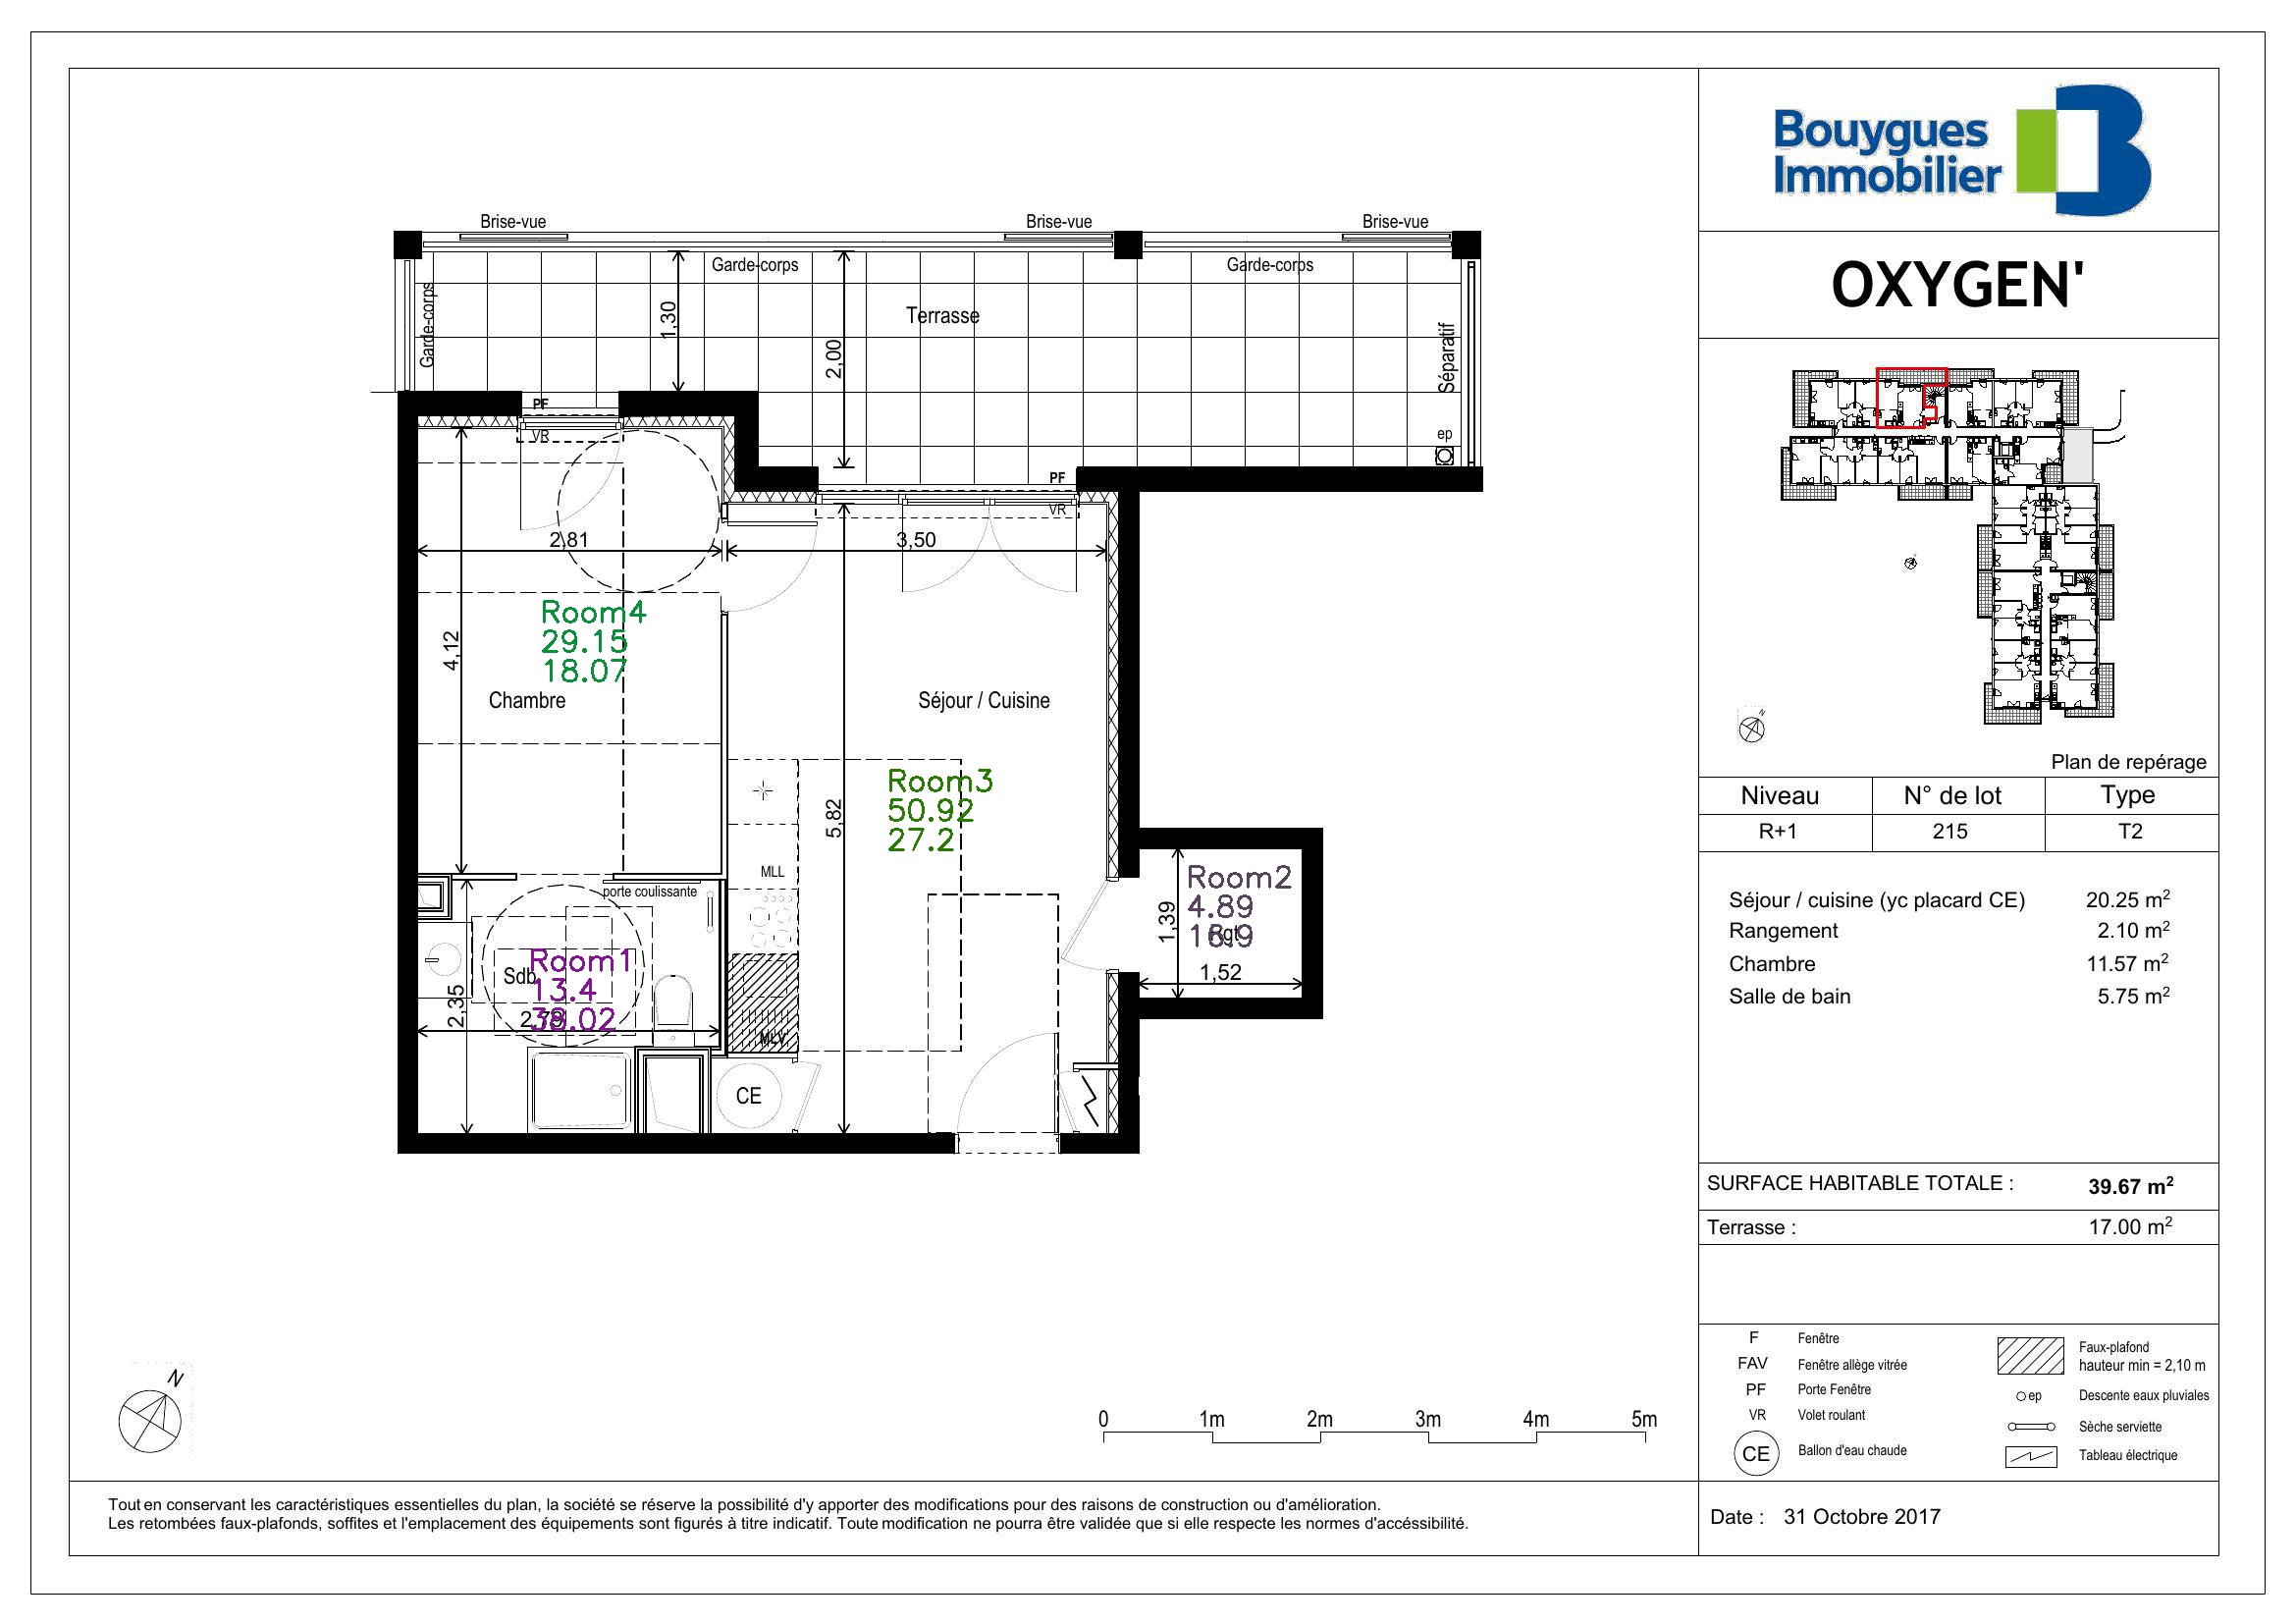 Bouygues
Immobilier
OXYGEN'
Brise-vue
Brise-vue
Brise-vue
Garde-corps
Garde-corps
Garde-corps
1,30
2,00
Terrasse
Séparatif
ep
PF
VR
PF
VR
2,81
3,50
Room4
29.15
18.07
4,12
Chambre
Séjour / Cuisine
Room3
50.92
27.2
5,82
MLL
porte coulissante
Room2
4.89
16.9
Rgt
1,39
1,52
Room1
13.4
38.02
Sdb
2,35
2,79
MLV
CE
N
Plan de repérage
Niveau
N° de lot
Type
R+1
215
T2
Séjour / cuisine (yc placard CE) 20.25 m²
Rangement 2.10 m²
Chambre 11.57 m²
Salle de bain 5.75 m²
SURFACE HABITABLE TOTALE : 39.67 m²
Terrasse : 17.00 m²
F Fenêtre
FAV Fenêtre allège vitrée
PF Porte Fenêtre
VR Volet roulant
CE Ballon d'eau chaude
Faux-plafond
hauteur min = 2,10 m
ep Descente eaux pluviales
Sèche serviette
Tableau électrique
N
0 1m 2m 3m 4m 5m
Tout en conservant les caractéristiques essentielles du plan, la société se réserve la possibilité d'y apporter des modifications pour des raisons de construction ou d'amélioration.
Les retombées faux-plafonds, soffites et l'emplacement des équipements sont figurés à titre indicatif. Toute modification ne pourra être validée que si elle respecte les normes d'accéssibilité.
Date : 31 Octobre 2017